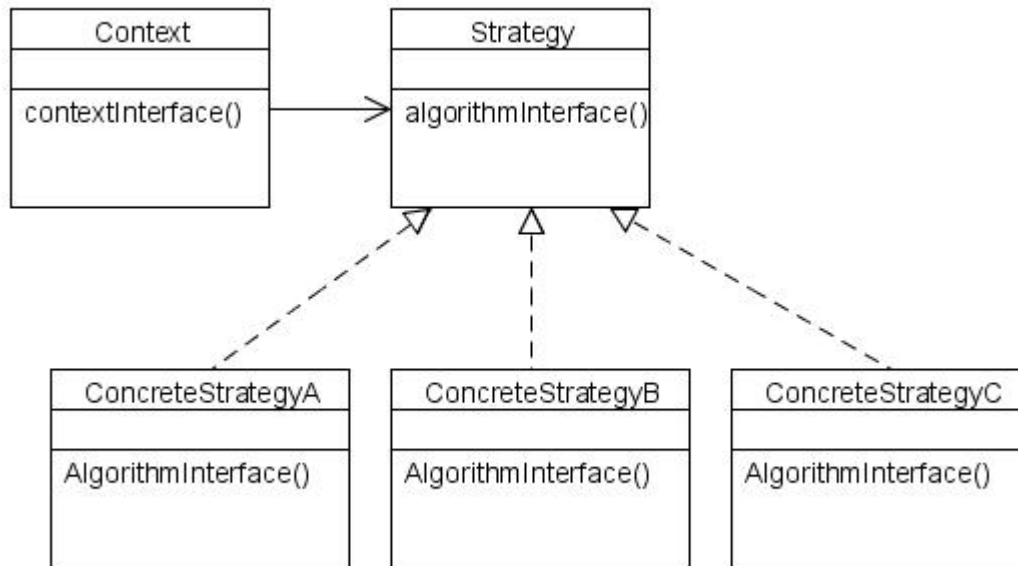 Context
contextInterface()
Strategy
algorithmInterface()
ConcreteStrategyA
AlgorithmInterface()
ConcreteStrategyB
AlgorithmInterface()
ConcreteStrategyC
AlgorithmInterface()